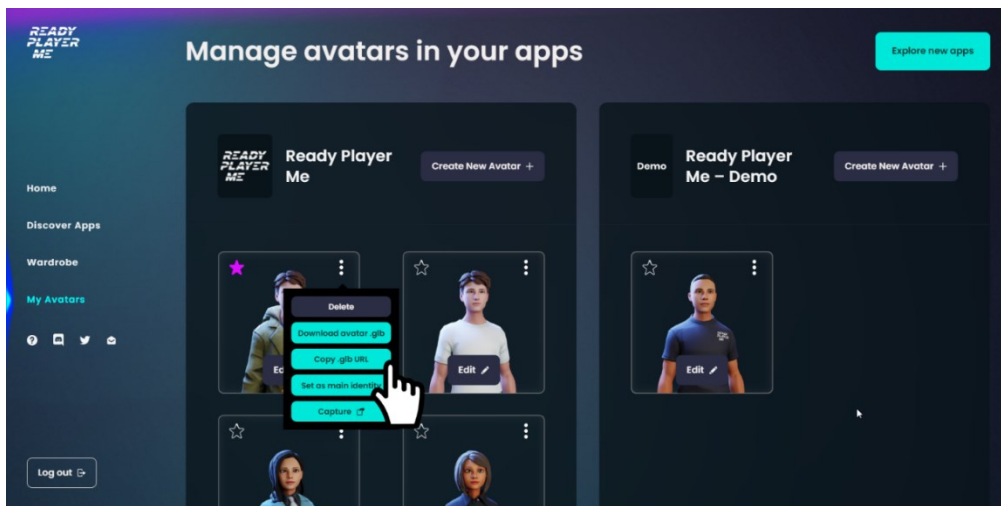 READY
PLAYER
ME
Manage avatars in your apps
Explore new apps
Home
Discover Apps
Wardrobe
My Avatars
Log out
READY
PLAYER
ME
Ready Player
Me
Create New Avatar +
Delete
Download avatar .glb
Copy .glb URL
Set as main identity
Capture
Ed
Edit
Demo
Ready Player
Me – Demo
Create New Avatar +
Edit